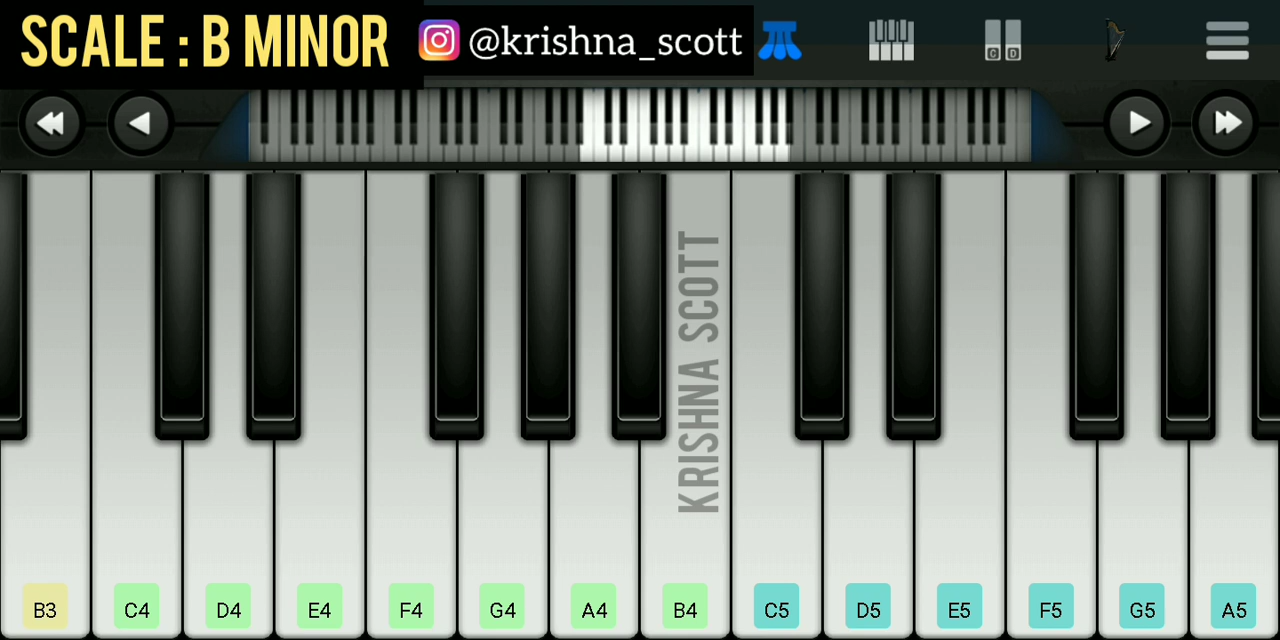 SCALE : B MINOR
@krishna_scott
C D
KRISHNA SCOTT
B3 C4 D4 E4 F4 G4 A4 B4 C5 D5 E5 F5 G5 A5